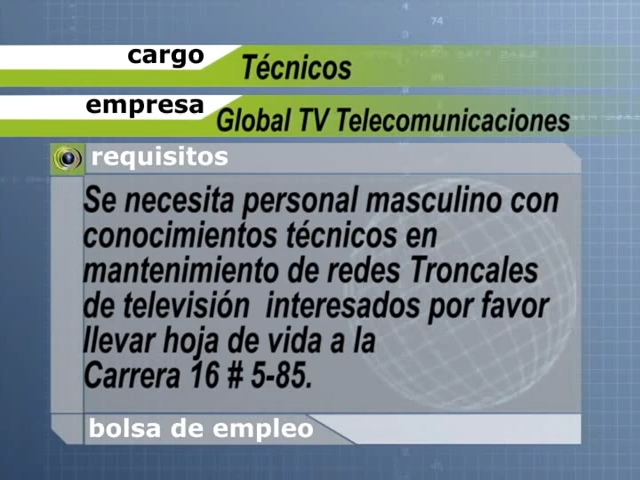 74
cargo Técnicos
empresa Global TV Telecomunicaciones
requisitos
Se necesita personal masculino con
conocimientos técnicos en
mantenimiento de redes Troncales
de televisión interesados por favor
llevar hoja de vida a la
Carrera 16 # 5-85.
bolsa de empleo